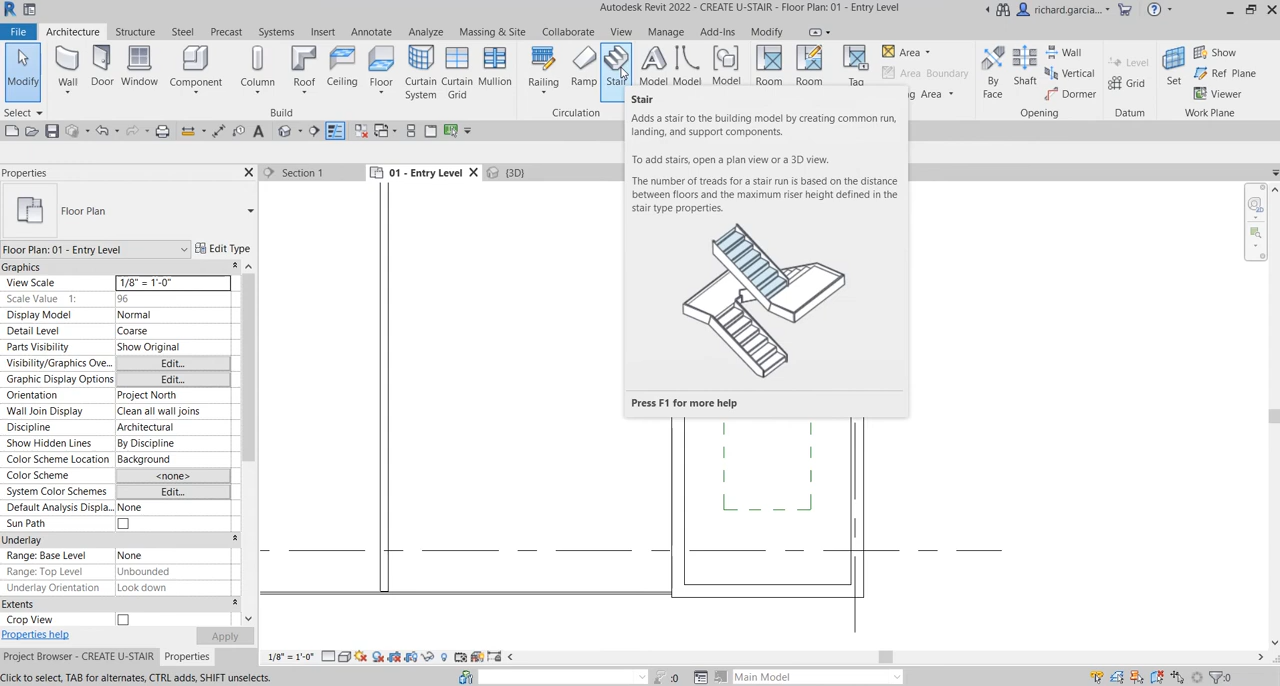 Autodesk Revit 2022 - CREATE U-STAIR - Floor Plan: 01 - Entry Level
richard.garcia...
File Architecture Structure Steel Precast Systems Insert Annotate Analyze Massing & Site Collaborate View Manage Add-Ins Modify
Modify Wall Door Window Component Column Roof Ceiling Floor Curtain System Curtain Grid Mullion Railing Ramp Stair Model Model Model Room Room Tag
Area
Area Boundary
Area
By Face Shaft
Wall
Vertical
Dormer
Level
Grid
Set
Show
Ref Plane
Viewer
Select Build Circulation Opening Datum Work Plane
Stair
Adds a stair to the building model by creating common run,
landing, and support components.
To add stairs, open a plan view or a 3D view.
The number of treads for a stair run is based on the distance
between floors and the maximum riser height defined in the
stair type properties.
Press F1 for more help
Section 1 01 - Entry Level {3D}
Properties
Floor Plan
Floor Plan: 01 - Entry Level Edit Type
Graphics
View Scale 1/8" = 1'-0"
Scale Value 1: 96
Display Model Normal
Detail Level Coarse
Parts Visibility Show Original
Visibility/Graphics Ove... Edit...
Graphic Display Options Edit...
Orientation Project North
Wall Join Display Clean all wall joins
Discipline Architectural
Show Hidden Lines By Discipline
Color Scheme Location Background
Color Scheme <none>
System Color Schemes Edit...
Default Analysis Displa... None
Sun Path
Underlay
Range: Base Level None
Range: Top Level Unbounded
Underlay Orientation Look down
Extents
Crop View
Properties help Apply
Project Browser - CREATE U-STAIR Properties
1/8" = 1'-0"
Click to select, TAB for alternates, CTRL adds, SHIFT unselects.
:0
Main Model
:0